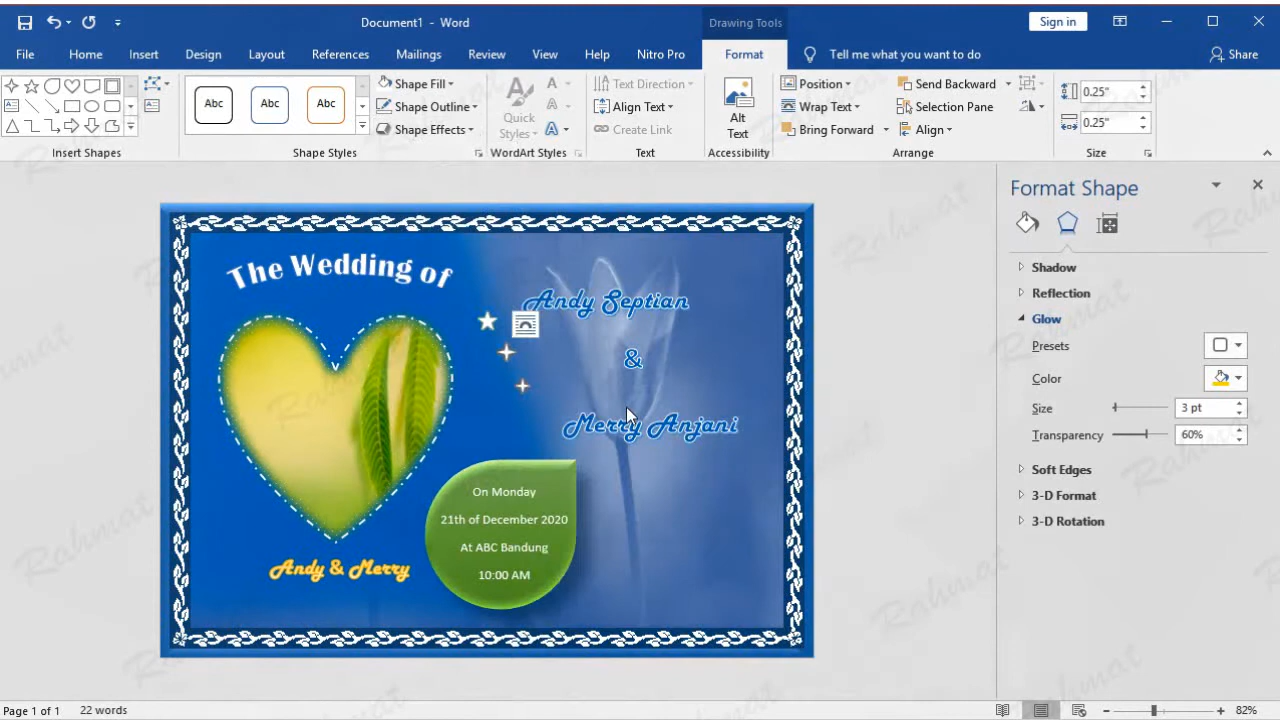 Document1 - Word
Drawing Tools
Sign in
File Home Insert Design Layout References Mailings Review View Help Nitro Pro Format Tell me what you want to do Share
Abc Abc Abc
Shape Fill
Shape Outline
Shape Effects
Quick
Styles
Text Direction
Align Text
Create Link
Alt
Text
Position
Wrap Text
Bring Forward
Send Backward
Selection Pane
Align
0.25"
0.25"
Insert Shapes Shape Styles WordArt Styles Text Accessibility Arrange Size
The Wedding of
Andy Septian
&
Merry Anjani
On Monday
21th of December 2020
At ABC Bandung
10:00 AM
Andy & Merry
Format Shape
Shadow
Reflection
Glow
Presets
Color
Size 3 pt
Transparency 60%
Soft Edges
3-D Format
3-D Rotation
Rahmat
Page 1 of 1 22 words 82%